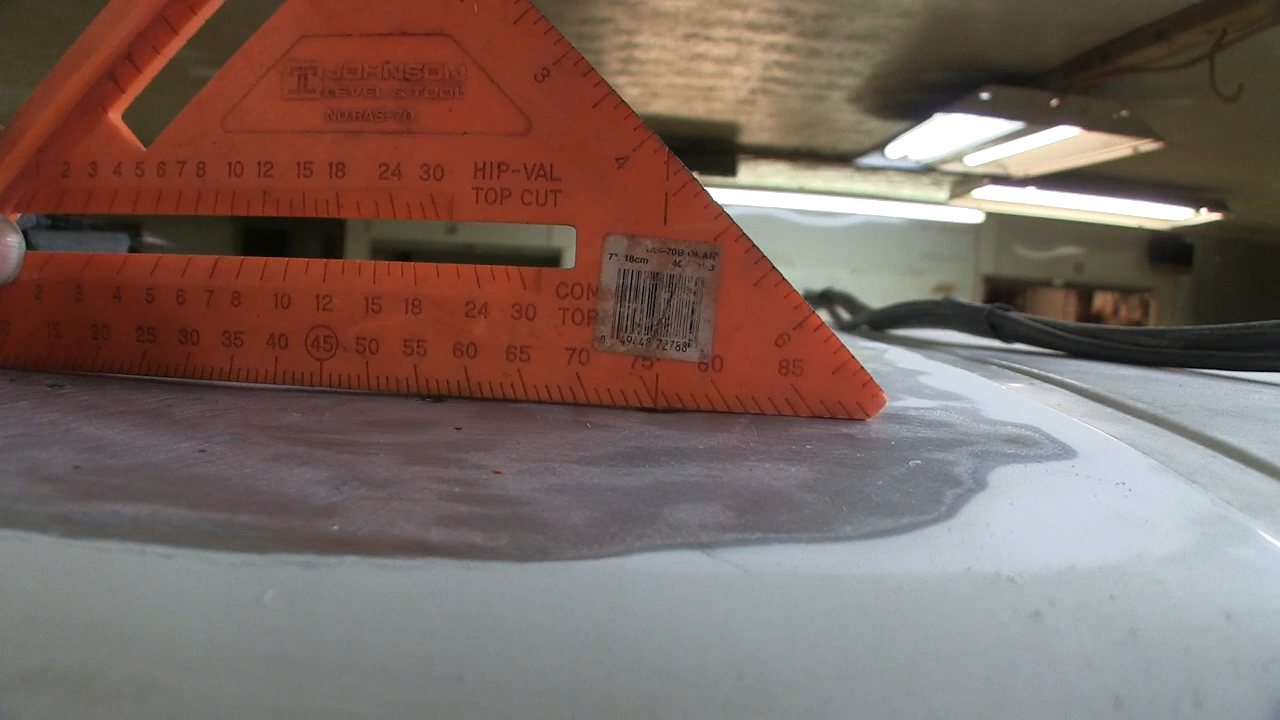 JOHNSON
LEVEL & TOOL
NO.RAS-70
3
4
2 3 4 5 6 7 8 10 12 15 18 24 30
HIP-VAL
TOP CUT
7" 18cm
2 3 4 5 6 7 8 10 12 15 18 24 30
COM
TOP
15 20 25 30 35 40 45 50 55 60 65 70 75 80 85
6